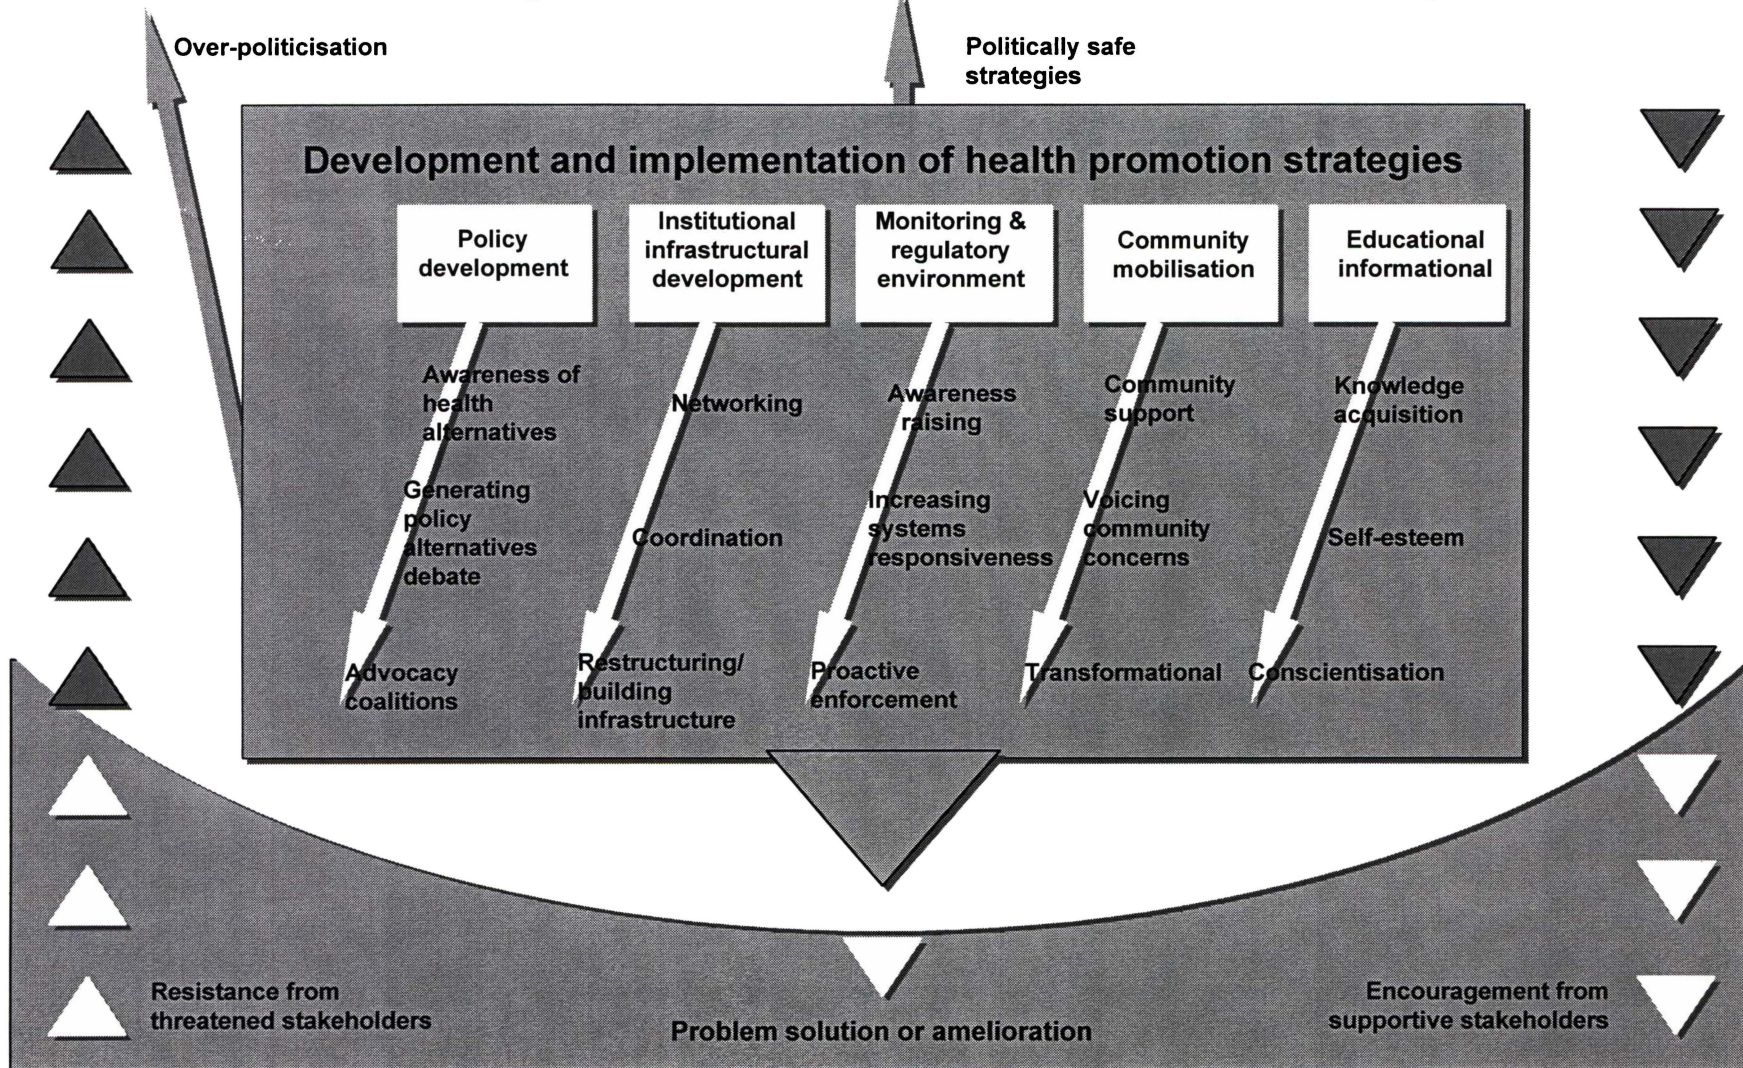 Over-politicisation
Politically safe
strategies
Development and implementation of health promotion strategies
Policy
development
Institutional
infrastructural
development
Monitoring &
regulatory
environment
Community
mobilisation
Educational
informational
Awareness of
health
alternatives
Networking
Awareness
raising
Community
support
Knowledge
acquisition
Generating
policy
alternatives
debate
Coordination
Increasing
systems
responsiveness
Voicing
community
concerns
Self-esteem
Advocacy
coalitions
Restructuring/
building
infrastructure
Proactive
enforcement
Transformational
Conscientisation
Resistance from
threatened stakeholders
Problem solution or amelioration
Encouragement from
supportive stakeholders